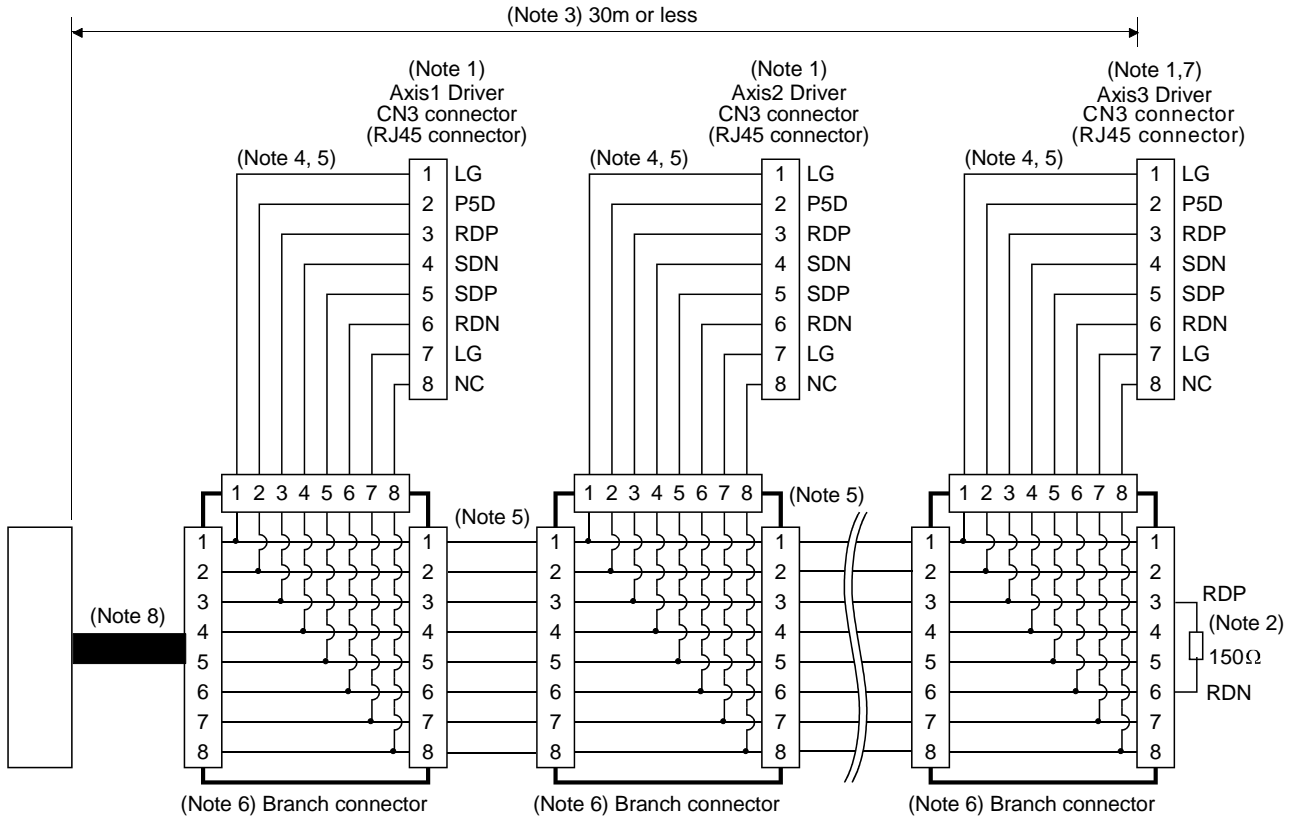 (Note 3) 30m or less
(Note 1)
Axis1 Driver
CN3 connector
(RJ45 connector)
(Note 1)
Axis2 Driver
CN3 connector
(RJ45 connector)
(Note 1,7)
Axis3 Driver
CN3 connector
(RJ45 connector)
(Note 4, 5)
1 LG
2 P5D
3 RDP
4 SDN
5 SDP
6 RDN
7 LG
8 NC
(Note 4, 5)
1 LG
2 P5D
3 RDP
4 SDN
5 SDP
6 RDN
7 LG
8 NC
(Note 4, 5)
1 LG
2 P5D
3 RDP
4 SDN
5 SDP
6 RDN
7 LG
8 NC
1 2 3 4 5 6 7 8
1 2 3 4 5 6 7 8
1 2 3 4 5 6 7 8
(Note 5)
(Note 5)
1 1 1 1 1 1
2 2 2 2 2 2
3 3 3 3 3 3
4 4 4 4 4 4
5 5 5 5 5 5
6 6 6 6 6 6
7 7 7 7 7 7
8 8 8 8 8 8
(Note 8)
RDP
(Note 2)
150Ω
RDN
(Note 6) Branch connector
(Note 6) Branch connector
(Note 6) Branch connector